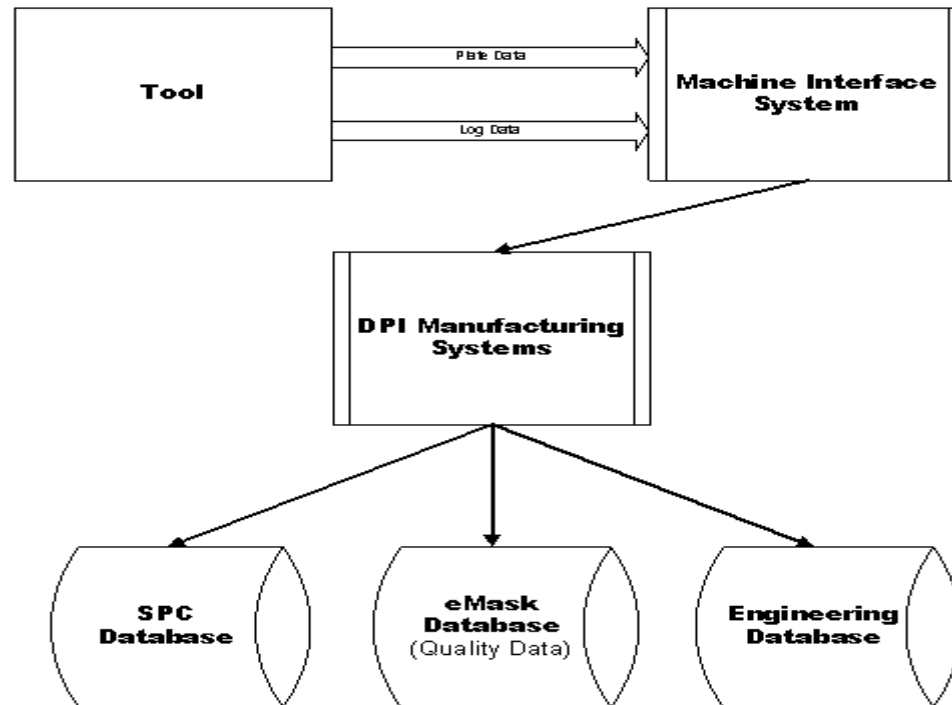 Tool
Plate Data
Log Data
Machine Interface
System
DPI Manufacturing
Systems
SPC
Database
eMask
Database
(Quality Data)
Engineering
Database